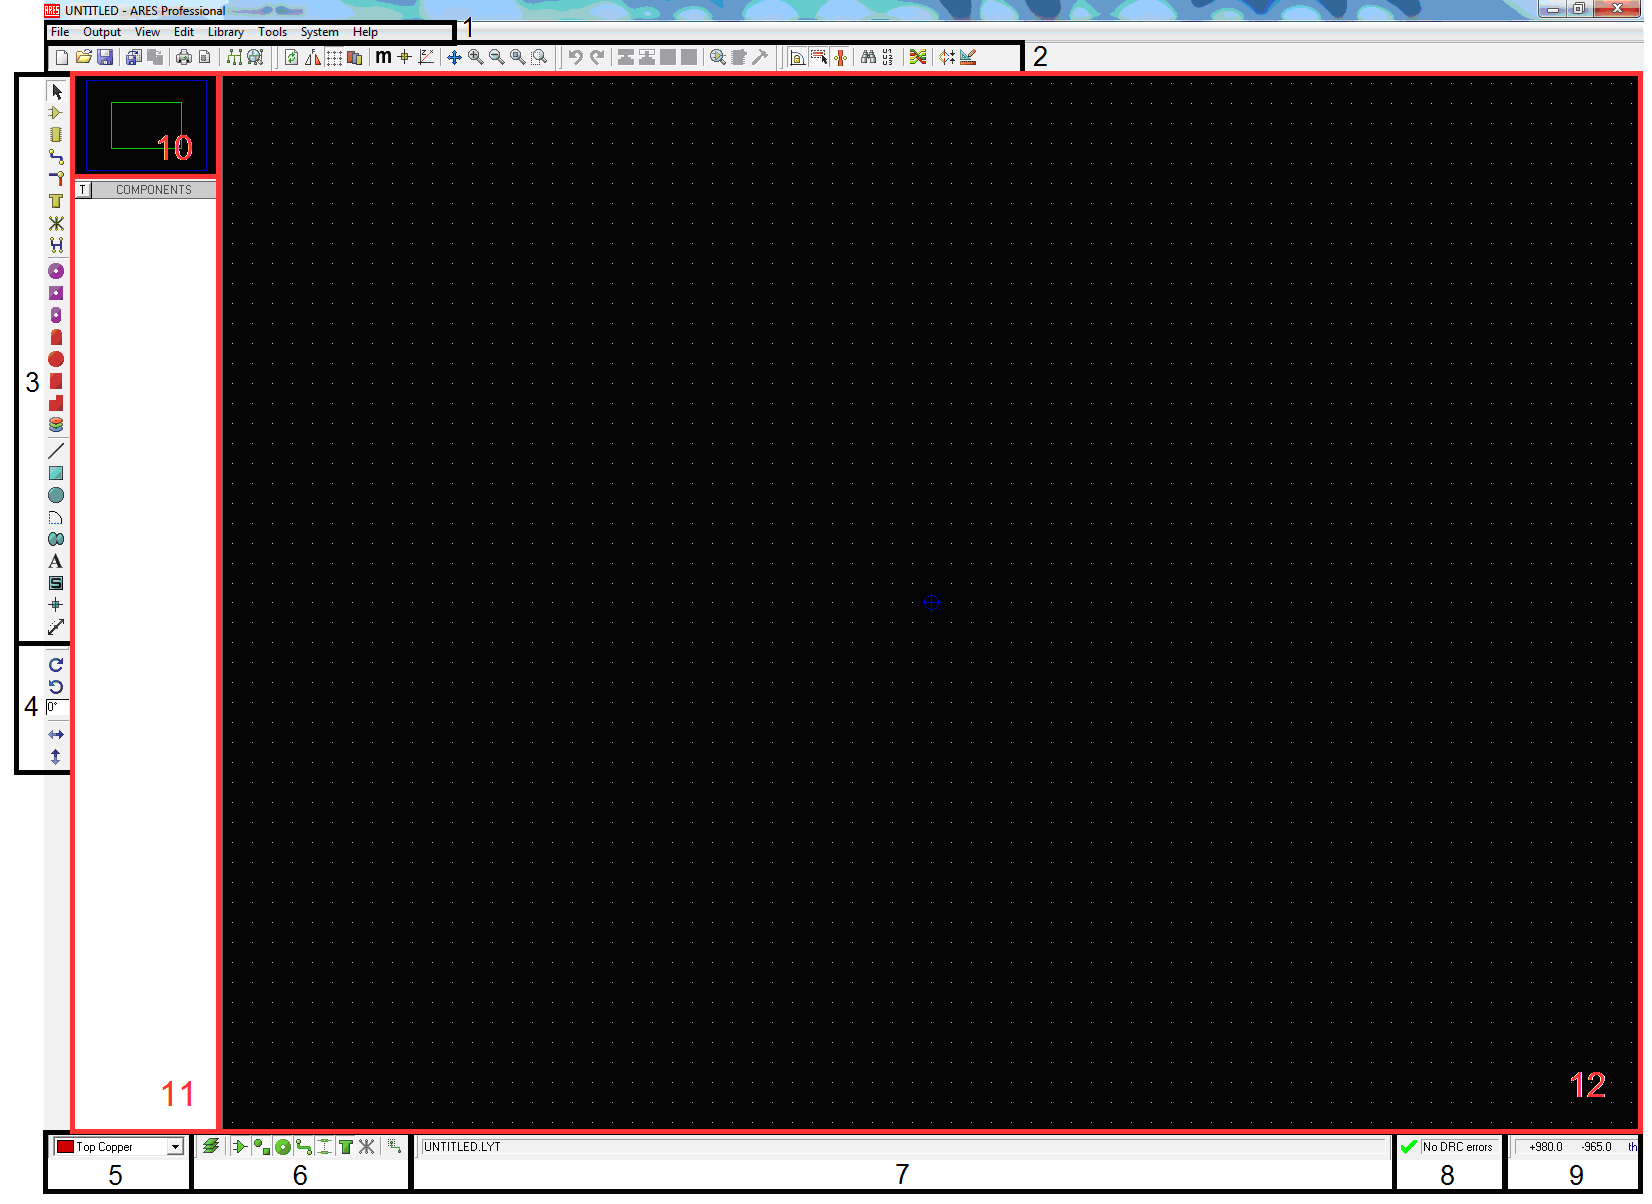 ARES UNTITLED - ARES Professional
File Output View Edit Library Tools System Help 1
m 2
10
T COMPONENTS
3
A
S
4 0°
11
12
Top Copper UNTITLED.LYT No DRC errors +980.0 -965.0 th
5 6 7 8 9